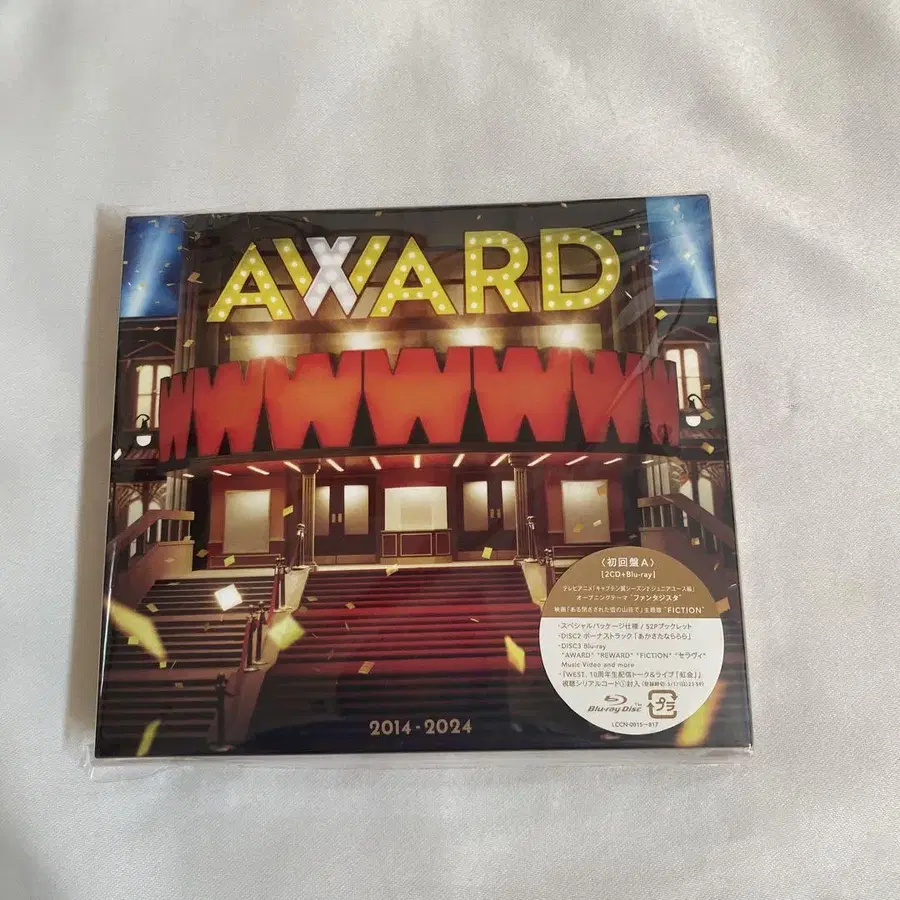 AWARD
WWWWWWWW
〈初回盤A〉
[2CD+Blu-ray]
テレビアニメ「キャプテン翼シーズン2 ジュニアユース編」
オープニングテーマ "ファンタジスタ"
映画「ある閉ざされた雪の山荘で」主題歌 "FICTION"
・スペシャルパッケージ仕様 / 52Pブックレット
・DISC2 ボーナストラック「あかさたなららら」
・DISC3 Blu-ray
"AWARD" "REWARD" "FICTION" "セラヴィ"
Music Video and more
・「WEST. 10周年生配信トーク&ライブ「虹会」」
視聴シリアルコード①封入
Blu-ray Disc
プラ
LCCN-0815~817
2014-2024